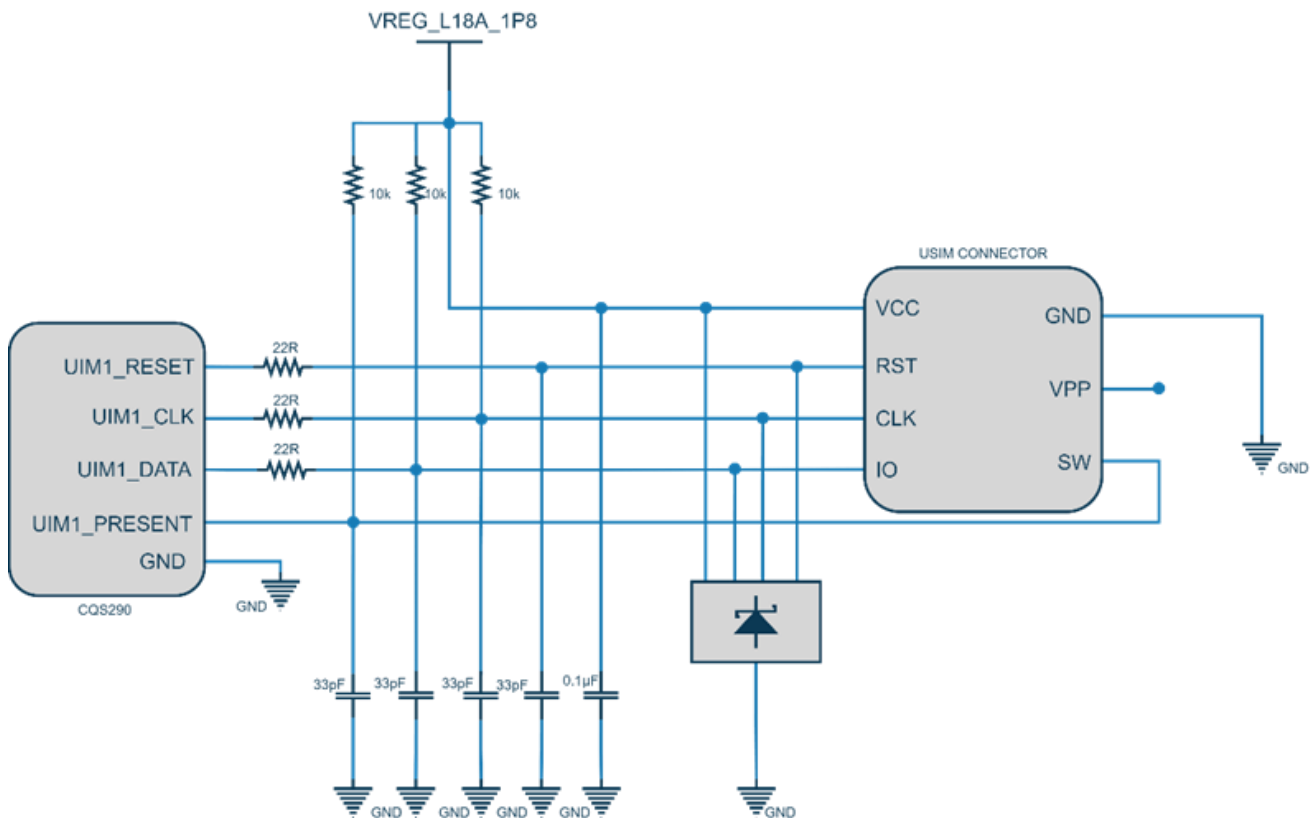 VREG_L18A_1P8
10k
10k
10k
USIM CONNECTOR
VCC
GND
UIM1_RESET
22R
RST
VPP
UIM1_CLK
22R
CLK
UIM1_DATA
22R
IO
SW
GND
UIM1_PRESENT
GND
GND
CQS290
33pF
33pF
33pF
33pF
0.1µF
GND
GND
GND
GND
GND